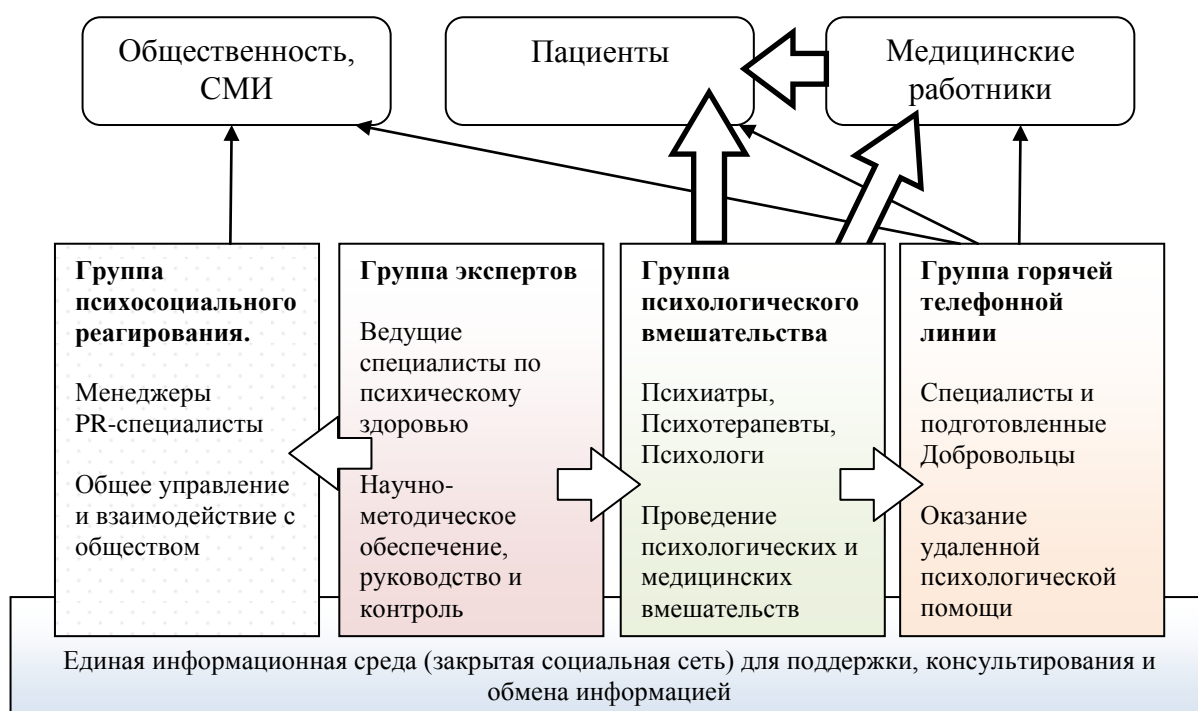 Общественность,
СМИ
Пациенты
Медицинские
работники
Группа
психосоциального
реагирования.
Менеджеры
PR-специалисты
Общее управление
и взаимодействие с
обществом
Группа экспертов
Ведущие
специалисты по
психическому
здоровью
Научно-
методическое
обеспечение,
руководство и
контроль
Группа
психологического
вмешательства
Психиатры,
Психотерапевты,
Психологи
Проведение
психологических и
медицинских
вмешательств
Группа горячей
телефонной
линии
Специалисты и
подготовленные
Добровольцы
Оказание
удаленной
психологической
помощи
Единая информационная среда (закрытая социальная сеть) для поддержки, консультирования и
обмена информацией